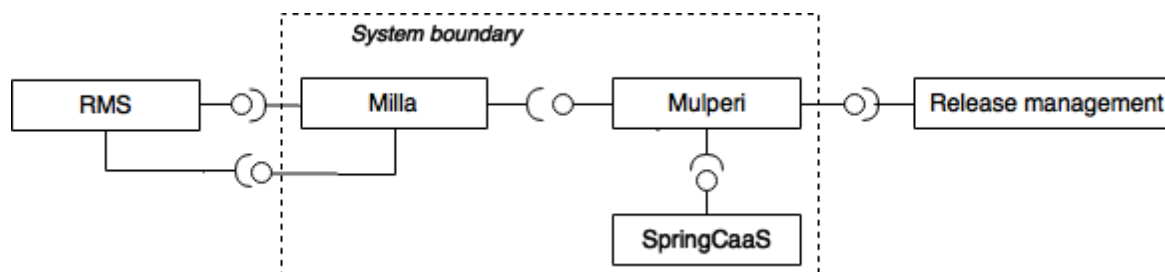 System boundary
RMS
Milla
Mulperi
Release management
SpringCaaS